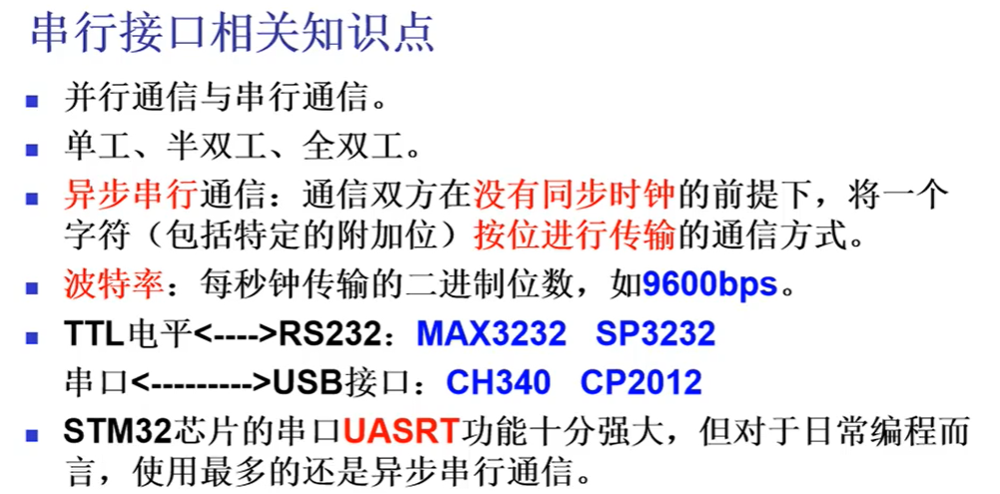 串行接口相关知识点
并行通信与串行通信。
单工、半双工、全双工。
异步串行通信：通信双方在没有同步时钟的前提下，将一个
字符（包括特定的附加位）按位进行传输的通信方式。
波特率：每秒钟传输的二进制位数，如9600bps。
TTL电平<---->RS232：MAX3232 SP3232
串口<--------->USB接口：CH340 CP2012
STM32芯片的串口UASRT功能十分强大，但对于日常编程而
言，使用最多的还是异步串行通信。